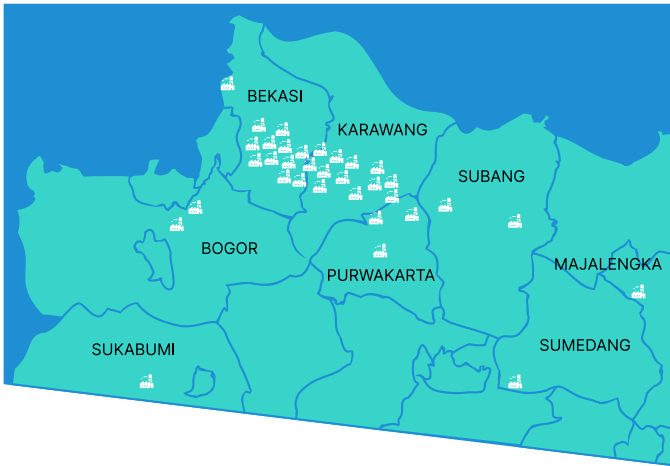 BEKASI
KARAWANG
SUBANG
BOGOR
MAJALENGKA
PURWAKARTA
SUKABUMI
SUMEDANG